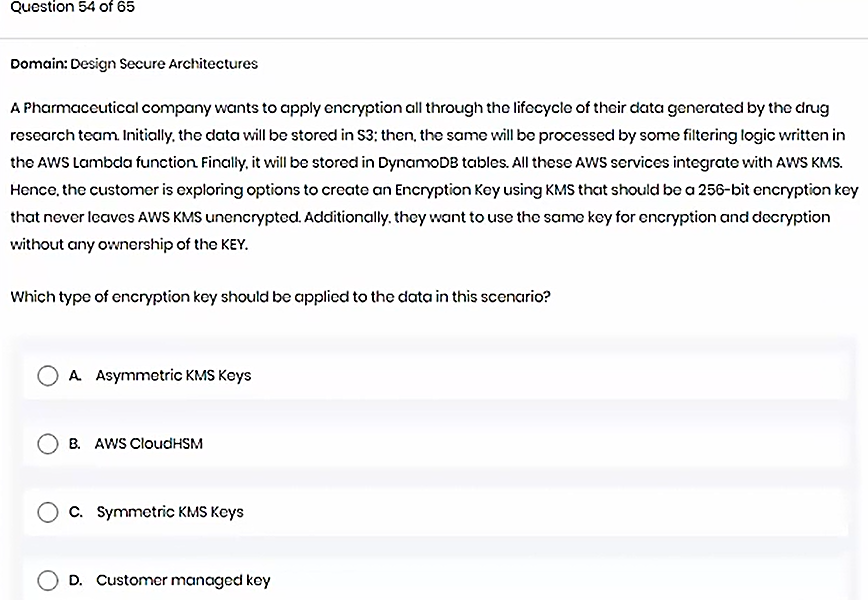 Question 54 of 65
Domain: Design Secure Architectures
A Pharmaceutical company wants to apply encryption all through the lifecycle of their data generated by the drug
research team. Initially, the data will be stored in S3; then, the same will be processed by some filtering logic written in
the AWS Lambda function. Finally, it will be stored in DynamoDB tables. All these AWS services integrate with AWS KMS.
Hence, the customer is exploring options to create an Encryption Key using KMS that should be a 256-bit encryption key
that never leaves AWS KMS unencrypted. Additionally, they want to use the same key for encryption and decryption
without any ownership of the KEY.
Which type of encryption key should be applied to the data in this scenario?
A. Asymmetric KMS Keys
B. AWS CloudHSM
C. Symmetric KMS Keys
D. Customer managed key